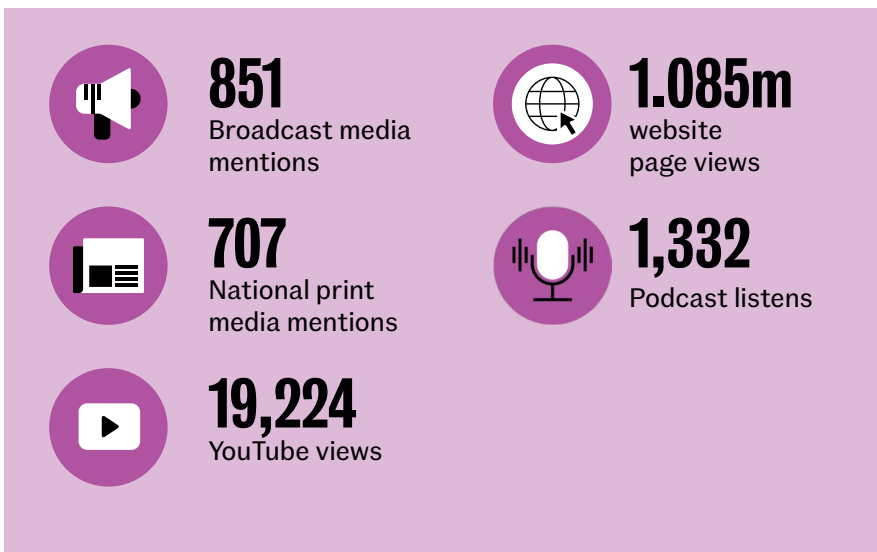 851
Broadcast media
mentions
707
National print
media mentions
19,224
YouTube views
1.085m
website
page views
1,332
Podcast listens